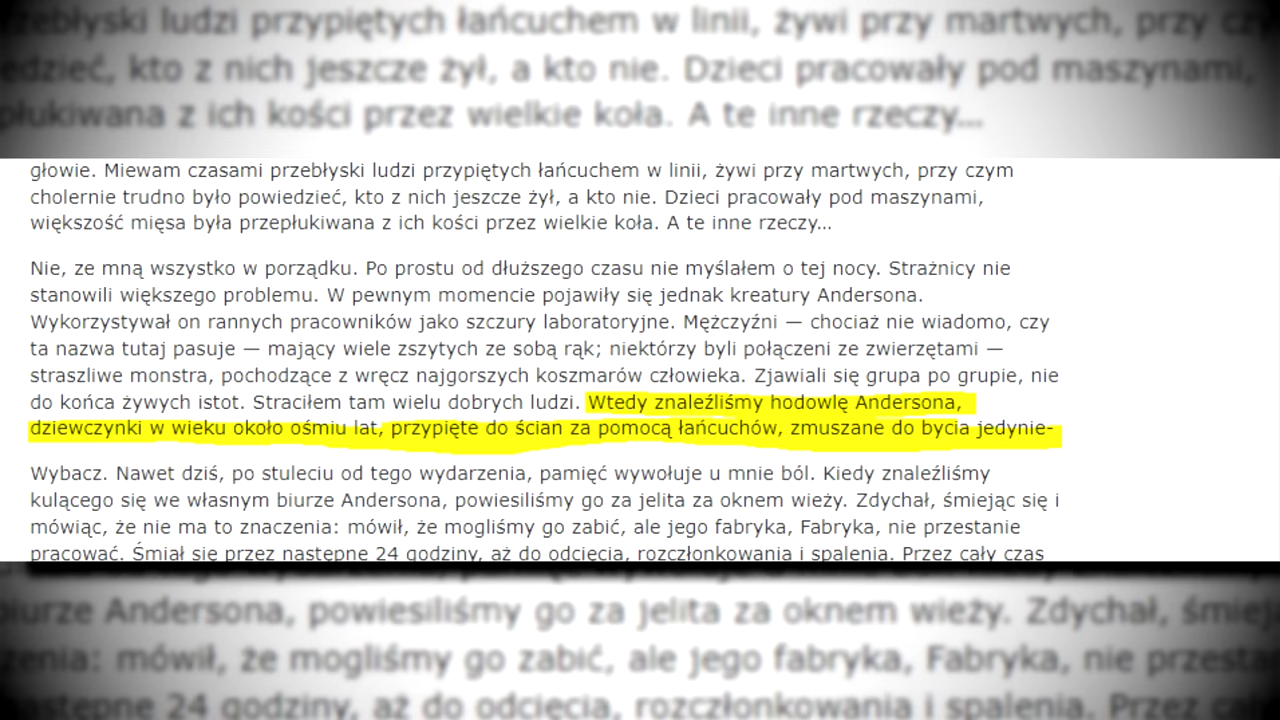 ludzi przypiętych łańcuchem w linii, żywi przy martwych, przy
kto z nich jeszcze żył, a kto nie. Dzieci pracowały pod maszynami,
z ich kości przez wielkie koła. A te inne rzeczy...
głowie. Miewam czasami przebłyski ludzi przypiętych łańcuchem w linii, żywi przy martwych, przy czym
cholernie trudno było powiedzieć, kto z nich jeszcze żył, a kto nie. Dzieci pracowały pod maszynami,
większość mięsa była przepłukiwana z ich kości przez wielkie koła. A te inne rzeczy...
Nie, ze mną wszystko w porządku. Po prostu od dłuższego czasu nie myślałem o tej nocy. Strażnicy nie
stanowili większego problemu. W pewnym momencie pojawiły się jednak kreatury Andersona.
Wykorzystywał on rannych pracowników jako szczury laboratoryjne. Mężczyźni — chociaż nie wiadomo, czy
ta nazwa tutaj pasuje — mający wiele zszytych ze sobą rąk; niektórzy byli połączeni ze zwierzętami —
straszliwe monstra, pochodzące z wręcz najgorszych koszmarów człowieka. Zjawiali się grupa po grupie, nie
do końca żywych istot. Straciłem tam wielu dobrych ludzi. Wtedy znaleźliśmy hodowlę Andersona,
dziewczynki w wieku około ośmiu lat, przypięte do ścian za pomocą łańcuchów, zmuszane do bycia jedynie-
Wybacz. Nawet dziś, po stuleciu od tego wydarzenia, pamięć wywołuje u mnie ból. Kiedy znaleźliśmy
kulącego się we własnym biurze Andersona, powiesiliśmy go za jelita za oknem wieży. Zdychał, śmiejąc się i
mówiąc, że nie ma to znaczenia: mówił, że mogliśmy go zabić, ale jego fabryka, Fabryka, nie przestanie
pracować. Śmiał się przez następne 24 godziny, aż do odcięcia, rozczłonkowania i spalenia. Przez cały czas
biurze Andersona, powiesiliśmy go za jelita za oknem wieży. Zdychał,
mówił, że mogliśmy go zabić, ale jego fabryka, Fabryka, nie
następne 24 godziny, aż do odcięcia, rozczłonkowania i spalenia. Przez